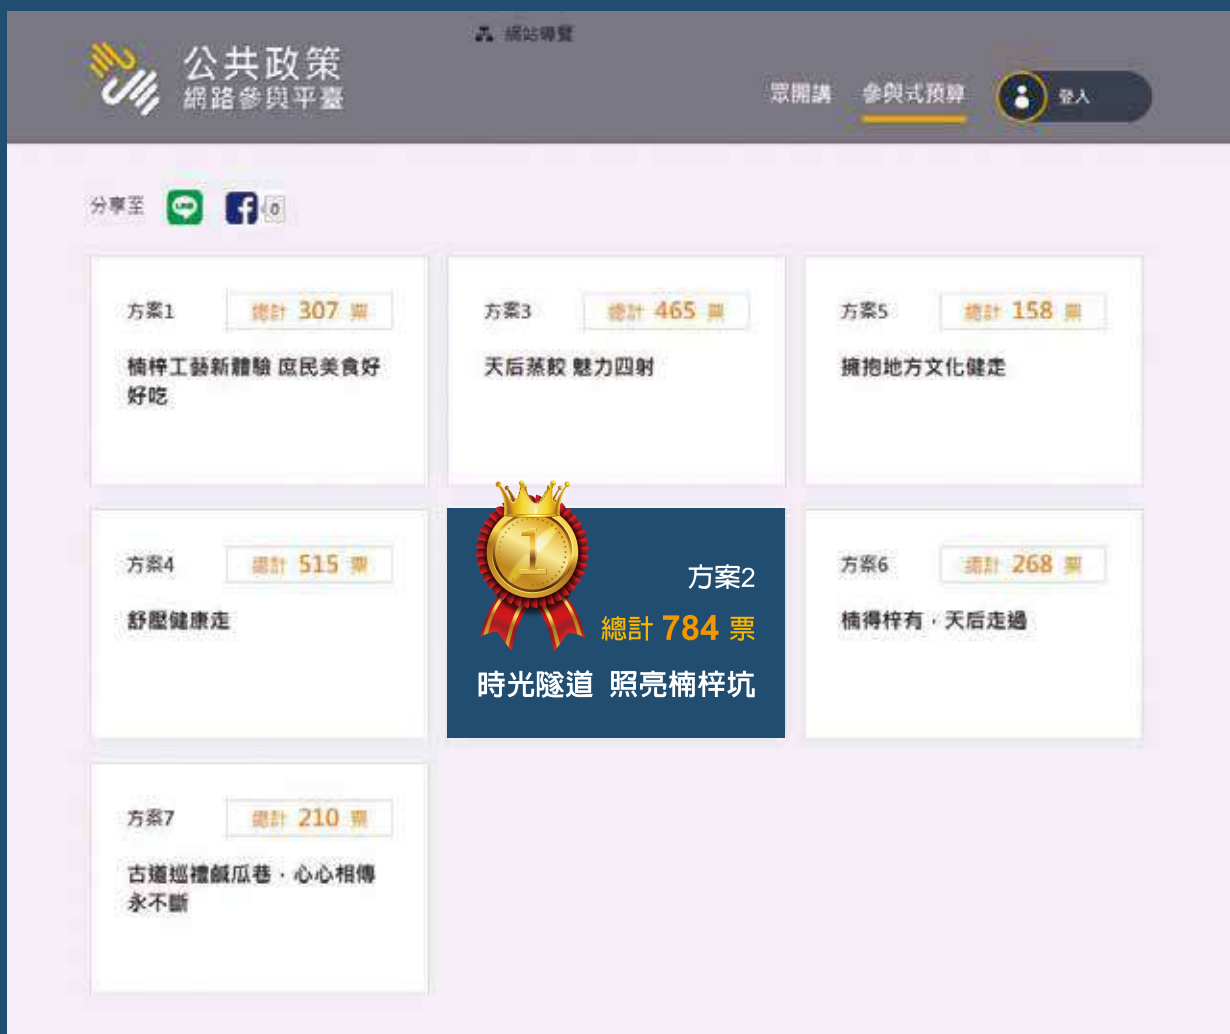 網站導覽
公共政策
網路參與平臺
眾開講 參與式預算 登入
分享至 LINE f 0
方案1 總計 307 票
楠梓工藝新體驗 庶民美食好
好吃
方案3 總計 465 票
天后蒸餃 魅力四射
方案5 總計 158 票
擁抱地方文化健走
方案4 總計 515 票
舒壓健康走
1
方案2
總計 784 票
時光隧道 照亮楠梓坑
方案6 總計 268 票
楠得梓有，天后走過
方案7 總計 210 票
古道巡禮鹹瓜巷，心心相傳
永不斷